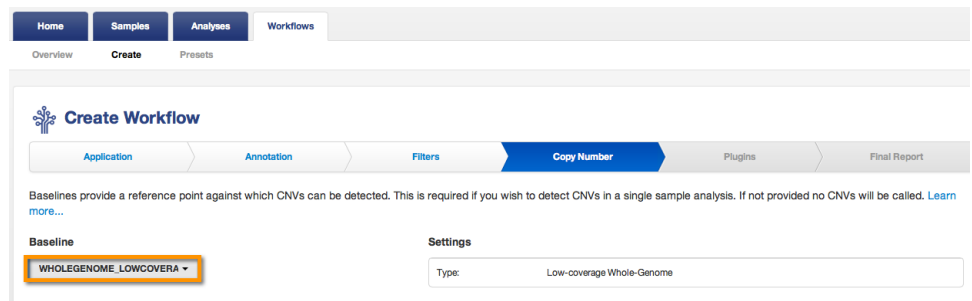 Home Samples Analyses Workflows
Overview Create Presets
Create Workflow
Application Annotation Filters Copy Number Plugins Final Report
Baselines provide a reference point against which CNVs can be detected. This is required if you wish to detect CNVs in a single sample analysis. If not provided no CNVs will be called. Learn
more...
Baseline Settings
WHOLEGENOME_LOWCOVERA Type: Low-coverage Whole-Genome